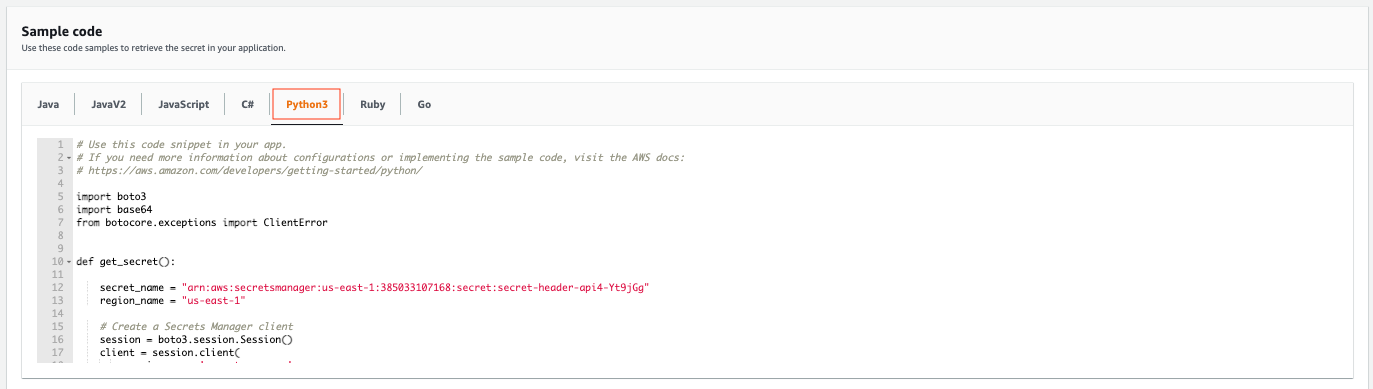 Sample code
Use these code samples to retrieve the secret in your application.
Java JavaV2 JavaScript C# Python3 Ruby Go
1 # Use this code snippet in your app.
2 # If you need more information about configurations or implementing the sample code, visit the AWS docs:
3 # https://aws.amazon.com/developers/getting-started/python/
4
5 import boto3
6 import base64
7 from botocore.exceptions import ClientError
8
9
10 def get_secret():
11
12 secret_name = "arn:aws:secretsmanager:us-east-1:385033107168:secret:secret-header-api4-Yt9jGg"
13 region_name = "us-east-1"
14
15 # Create a Secrets Manager client
16 session = boto3.session.Session()
17 client = session.client(